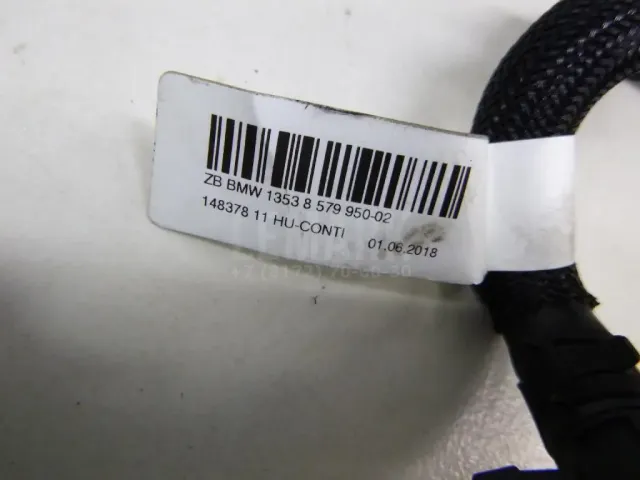 ZB BMW 1353 8 579 950-02
148378 11 HU-CONTI 01.06.2018